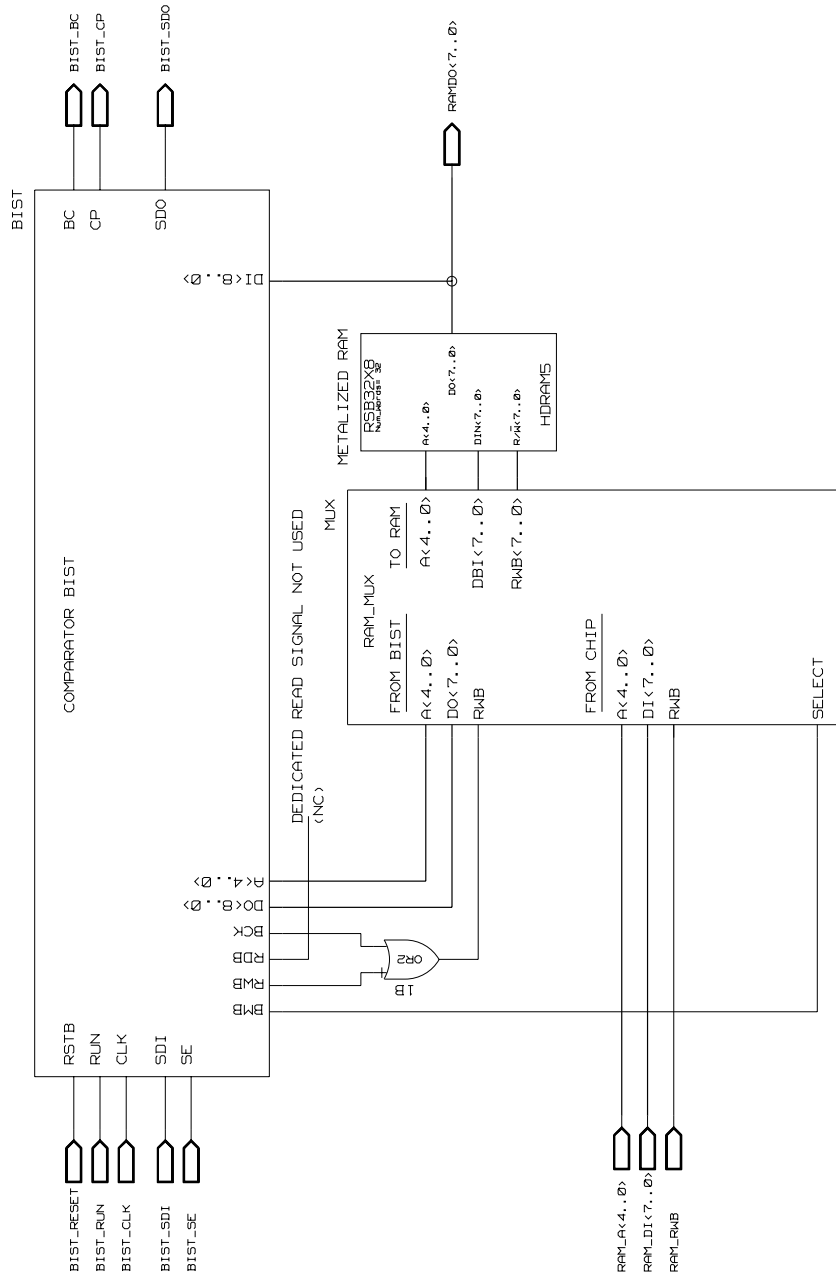 BIST
BIST_RESET
RSTB
COMPARATOR BIST
BC
BIST_BC
BIST_RUN
RUN
CP
BIST_CP
BIST_CLK
CLK
BIST_SDI
SDI
SDO
BIST_SDO
BIST_SE
SE
BMB
RWB
RDB
BCK
DO<8..0>
A<4..0>
DI<8..0>
DEDICATED READ SIGNAL NOT USED
(NC)
1B
OR2
MUX
METALIZED RAM
RAM_MUX
RSB32X8
Num_Words= 32
FROM BIST
TO RAM
A<4..0>
A<4..0>
A<4..0>
DO<7..0>
RAMDO<7..0>
DO<7..0>
DBI<7..0>
DIN<7..0>
RWB
RWB<7..0>
R/W<7..0>
HDRAMS
FROM CHIP
RAM_A<4..0>
A<4..0>
RAM_DI<7..0>
DI<7..0>
RAM_RWB
RWB
SELECT